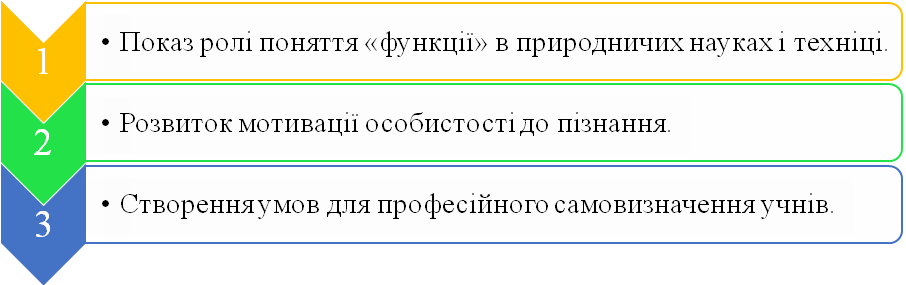 1
• Показ ролі поняття «функції» в природничих науках і техніці.
2
• Розвиток мотивації особистості до пізнання.
3
• Створення умов для професійного самовизначення учнів.